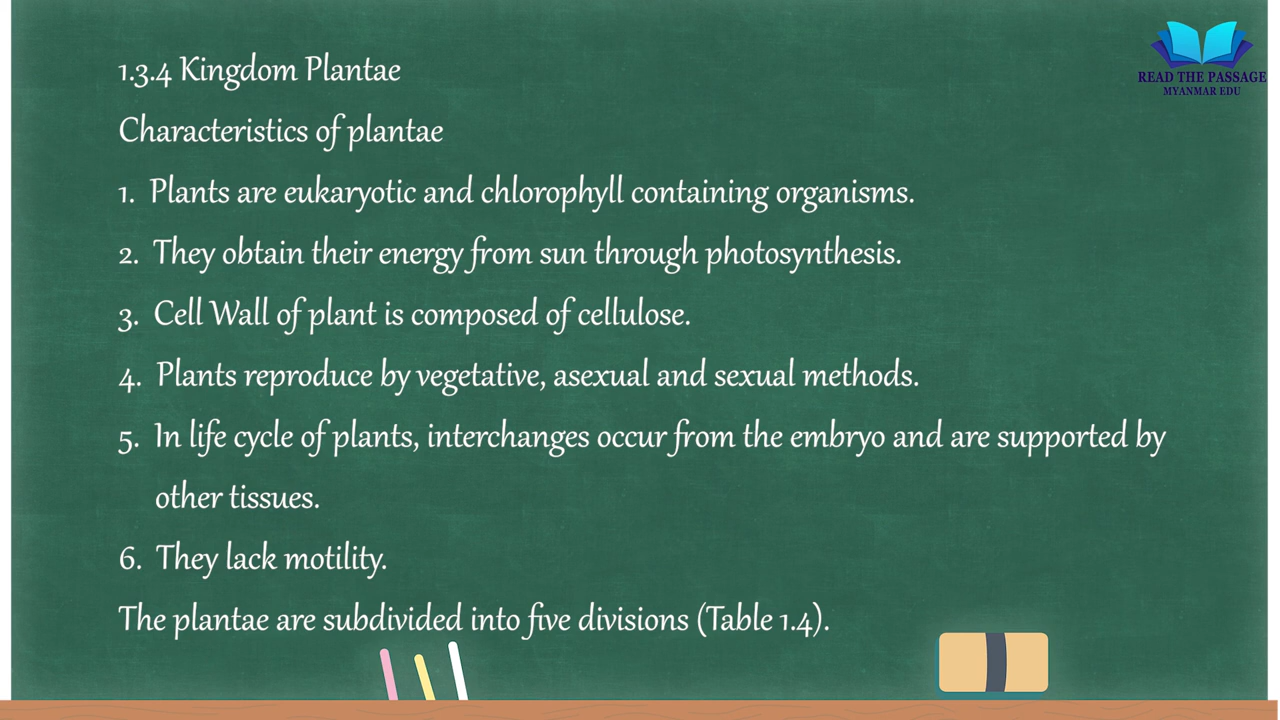 READ THE PASSAGE
MYANMAR EDU
1.3.4 Kingdom Plantae
Characteristics of plantae
1. Plants are eukaryotic and chlorophyll containing organisms.
2. They obtain their energy from sun through photosynthesis.
3. Cell Wall of plant is composed of cellulose.
4. Plants reproduce by vegetative, asexual and sexual methods.
5. In life cycle of plants, interchanges occur from the embryo and are supported by
other tissues.
6. They lack motility.
The plantae are subdivided into five divisions (Table 1.4).